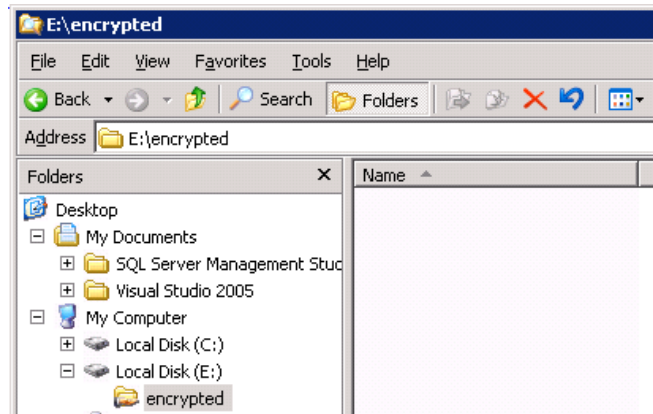 E:\encrypted
File Edit View Favorites Tools Help
Back Search Folders
Address E:\encrypted
Folders X Name
Desktop
My Documents
SQL Server Management Stud
Visual Studio 2005
My Computer
Local Disk (C:)
Local Disk (E:)
encrypted